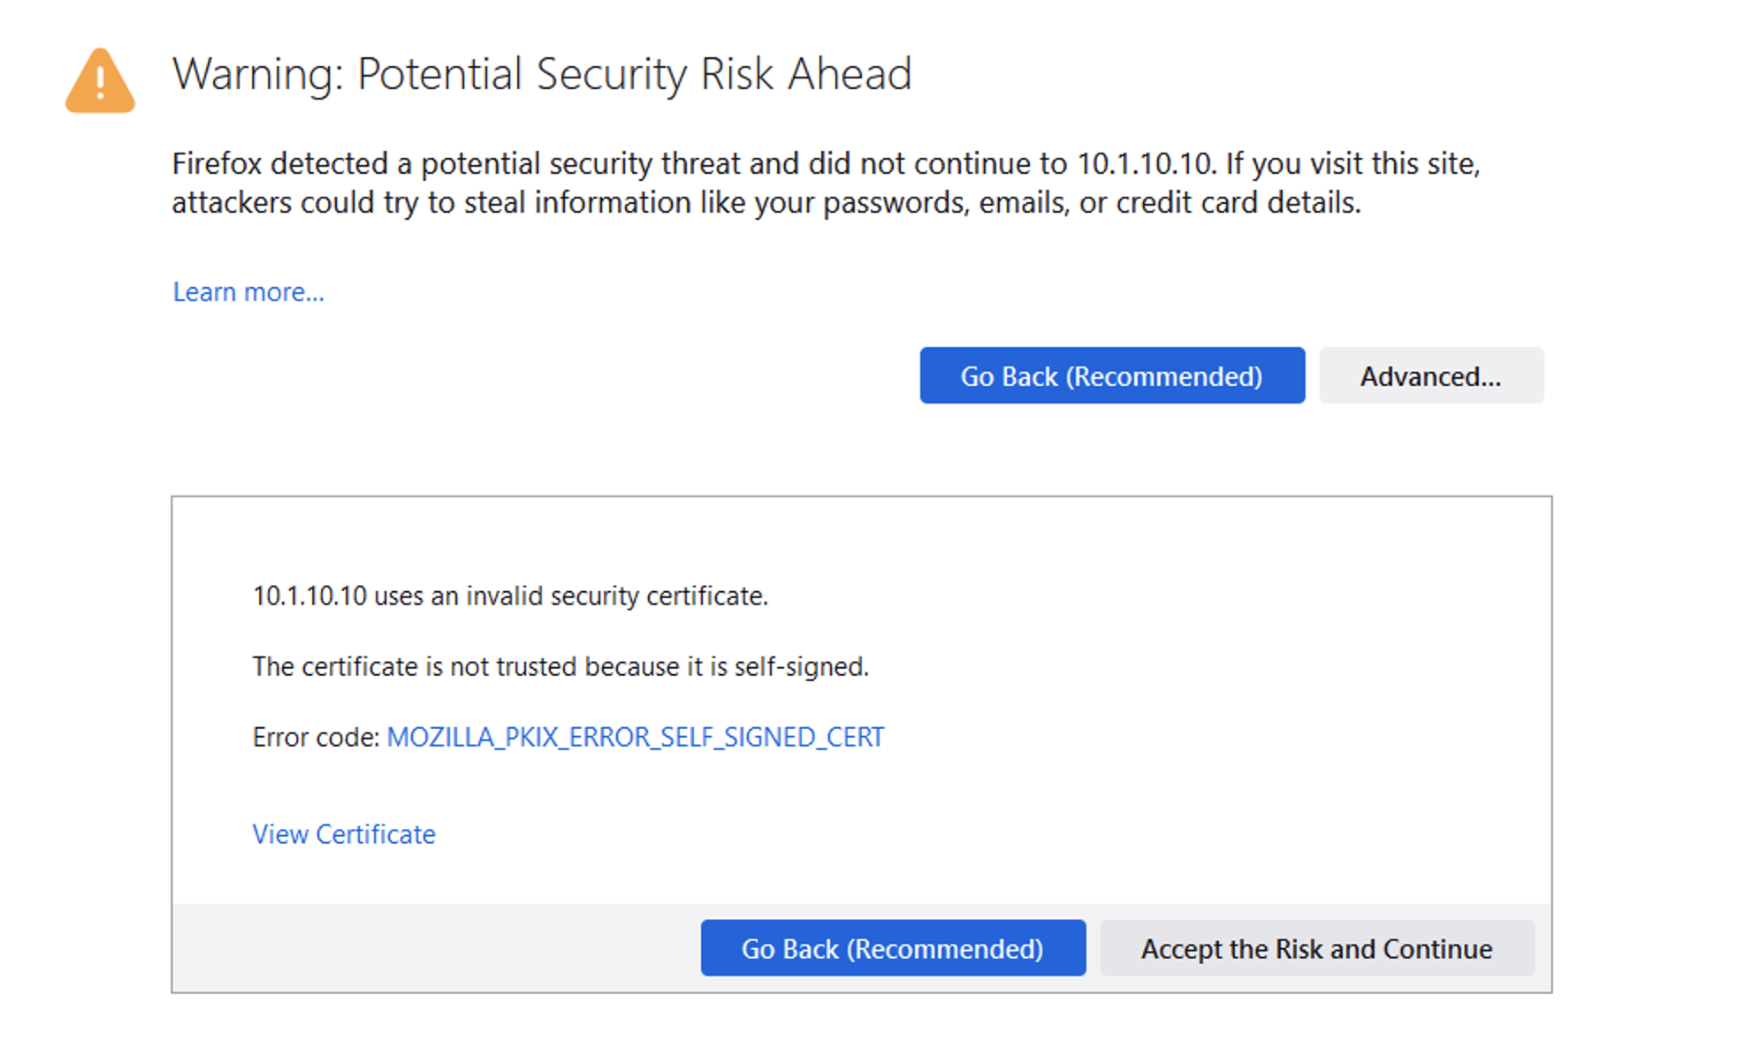 Warning: Potential Security Risk Ahead
Firefox detected a potential security threat and did not continue to 10.1.10.10. If you visit this site,
attackers could try to steal information like your passwords, emails, or credit card details.
Learn more...
Go Back (Recommended)
Advanced...
10.1.10.10 uses an invalid security certificate.
The certificate is not trusted because it is self-signed.
Error code: MOZILLA_PKIX_ERROR_SELF_SIGNED_CERT
View Certificate
Go Back (Recommended)
Accept the Risk and Continue